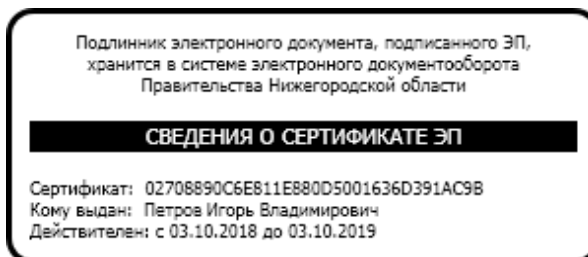 Подлинник электронного документа, подписанного ЭП,
хранится в системе электронного документооборота
Правительства Нижегородской области
СВЕДЕНИЯ О СЕРТИФИКАТЕ ЭП
Сертификат: 02708890C6E811E880D5001636D391AC9B
Кому выдан: Петров Игорь Владимирович
Действителен: с 03.10.2018 до 03.10.2019